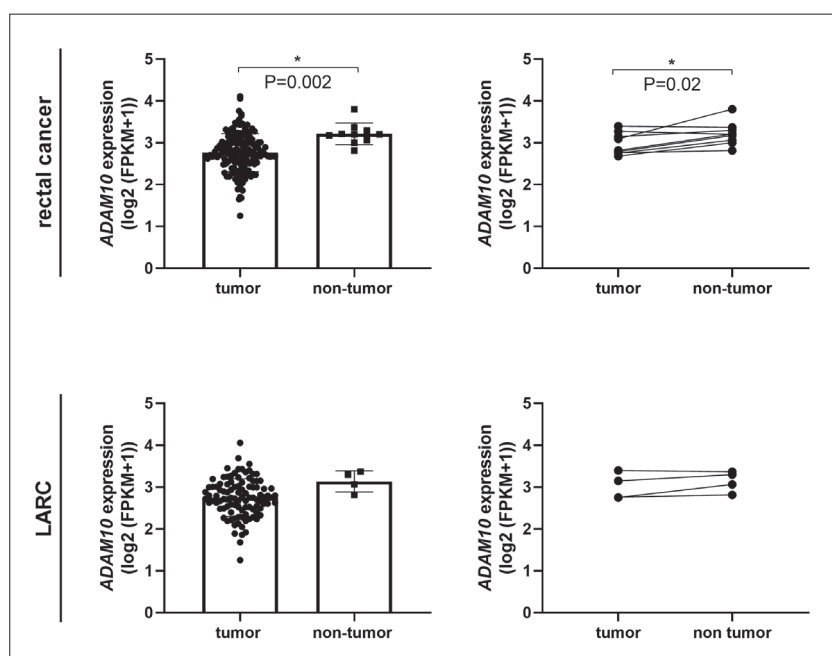 rectal cancer
ADAM10 expression
(log2 (FPKM+1))
5
4
3
2
1
0
*
P=0.002
tumor
non-tumor
ADAM10 expression
(log2 (FPKM+1))
5
4
3
2
1
0
*
P=0.02
tumor
non-tumor
LARC
ADAM10 expression
(log2 (FPKM+1))
5
4
3
2
1
0
tumor
non-tumor
ADAM10 expression
(log2 (FPKM+1))
5
4
3
2
1
0
tumor
non tumor